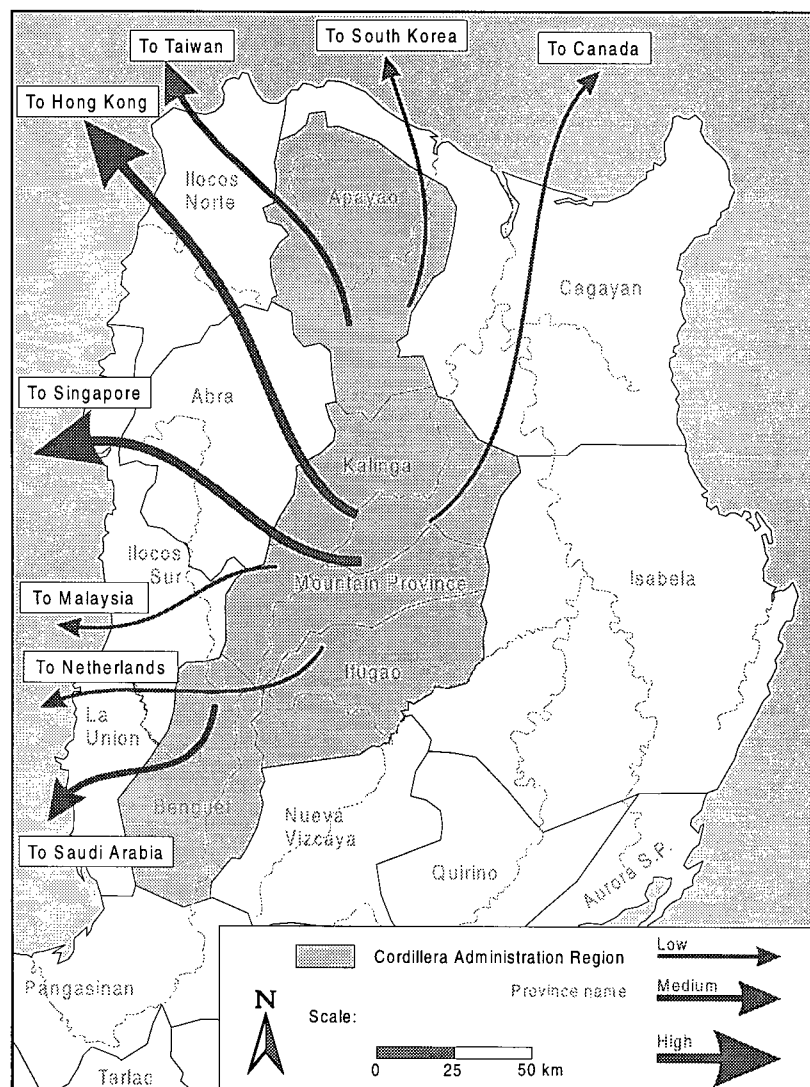 To Taiwan
To South Korea
To Canada
To Hong Kong
Ilocos
Norte
Apayao
Cagayan
To Singapore
Abra
Kalinga
Ilocos
Sur
Mountain Province
Isabela
To Malaysia
To Netherlands
Ifugao
La
Union
Benguet
Nueva
Vizcaya
To Saudi Arabia
Quirino
Aurora S.P.
Pangasinan
Tarlac
Cordillera Administration Region
Province name
Low
Medium
High
N
Scale:
0 25 50 km